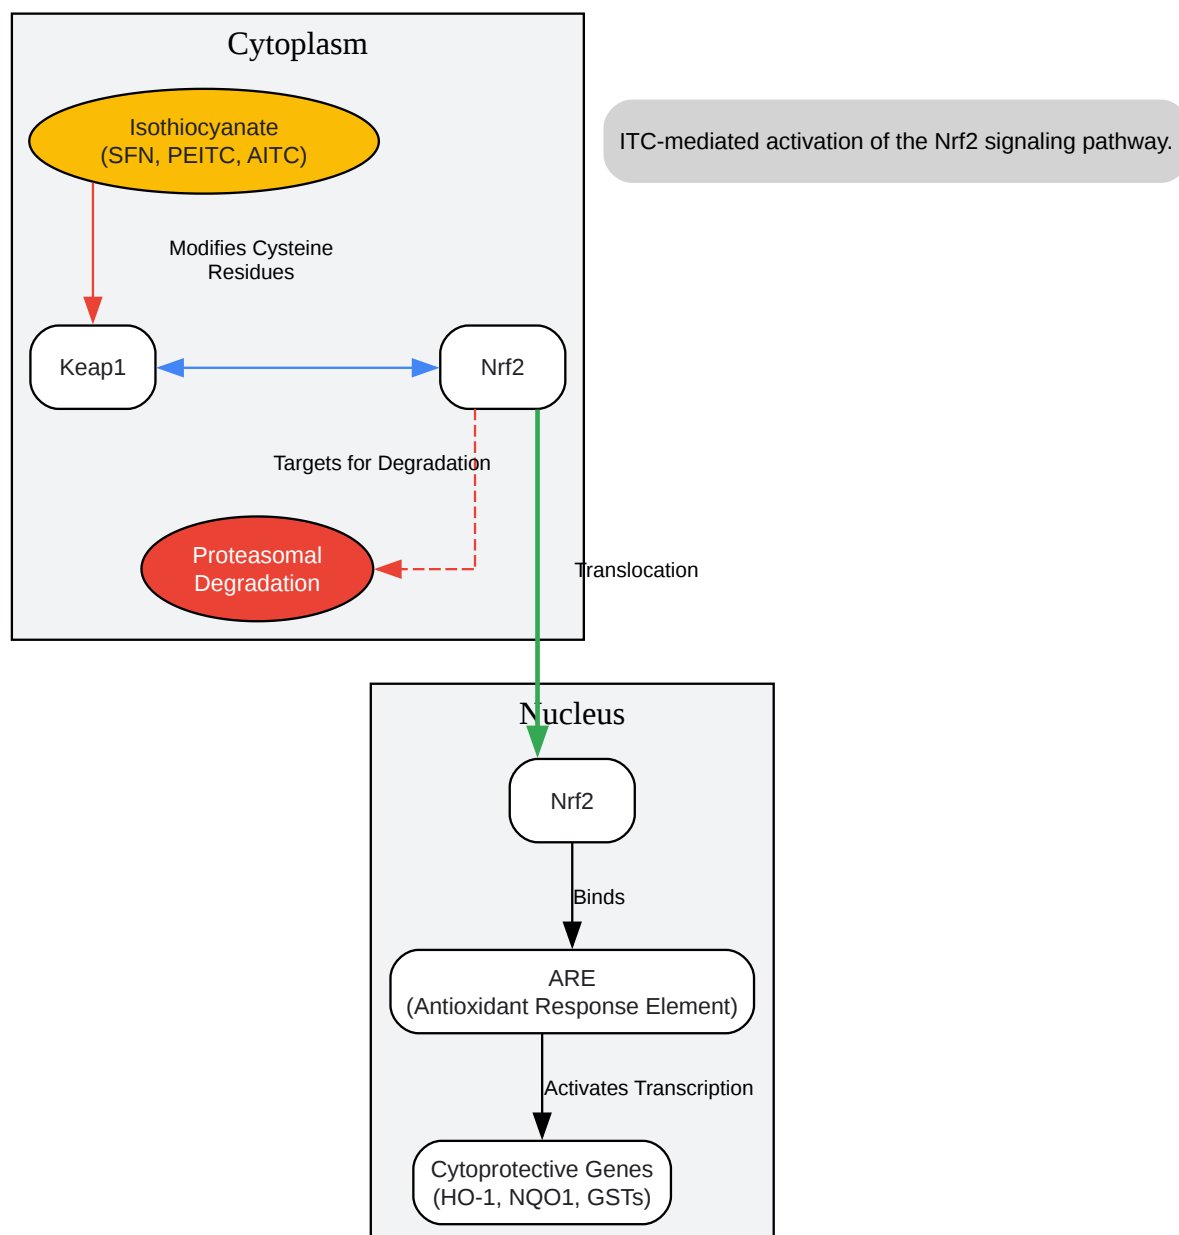 Cytoplasm
Isothiocyanate
(SFN, PEITC, AITC)
ITC-mediated activation of the Nrf2 signaling pathway.
Modifies Cysteine
Residues
Keap1
Nrf2
Targets for Degradation
Proteasomal
Degradation
Translocation
Nucleus
Nrf2
Binds
ARE
(Antioxidant Response Element)
Activates Transcription
Cytoprotective Genes
(HO-1, NQO1, GSTs)